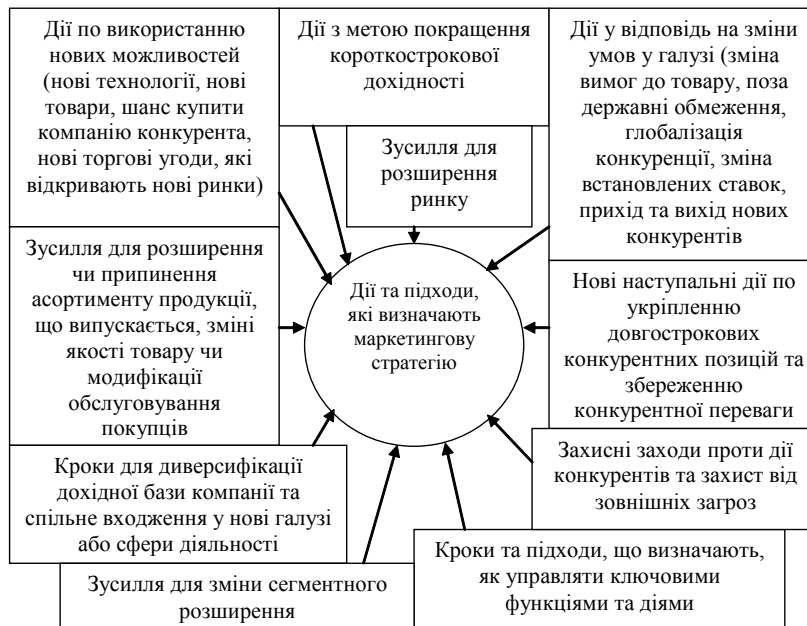 Дії по використанню
нових можливостей
(нові технології, нові
товари, шанс купити
компанію конкурента,
нові торгові угоди, які
відкривають нові ринки)
Дії з метою покращення
короткострокової
дохідності
Дії у відповідь на зміни
умов у галузі (зміна
вимог до товару, поза
державні обмеження,
глобалізація
конкуренції, зміна
встановлених ставок,
прихід та вихід нових
конкурентів
Зусилля для
розширення
ринку
Зусилля для розширення
чи припинення
асортименту продукції,
що випускається, зміні
якості товару чи
модифікації
обслуговування
покупців
Дії та підходи,
які визначають
маркетингову
стратегію
Нові наступальні дії по
укріпленню
довгострокових
конкурентних позицій та
збереженню
конкурентної переваги
Кроки для диверсифікації
дохідної бази компанії та
спільне входження у нові галузі
або сфери діяльності
Захисні заходи проти дії
конкурентів та захист від
зовнішніх загроз
Зусилля для зміни сегментного
розширення
Кроки та підходи, що визначають,
як управляти ключовими
функціями та діями